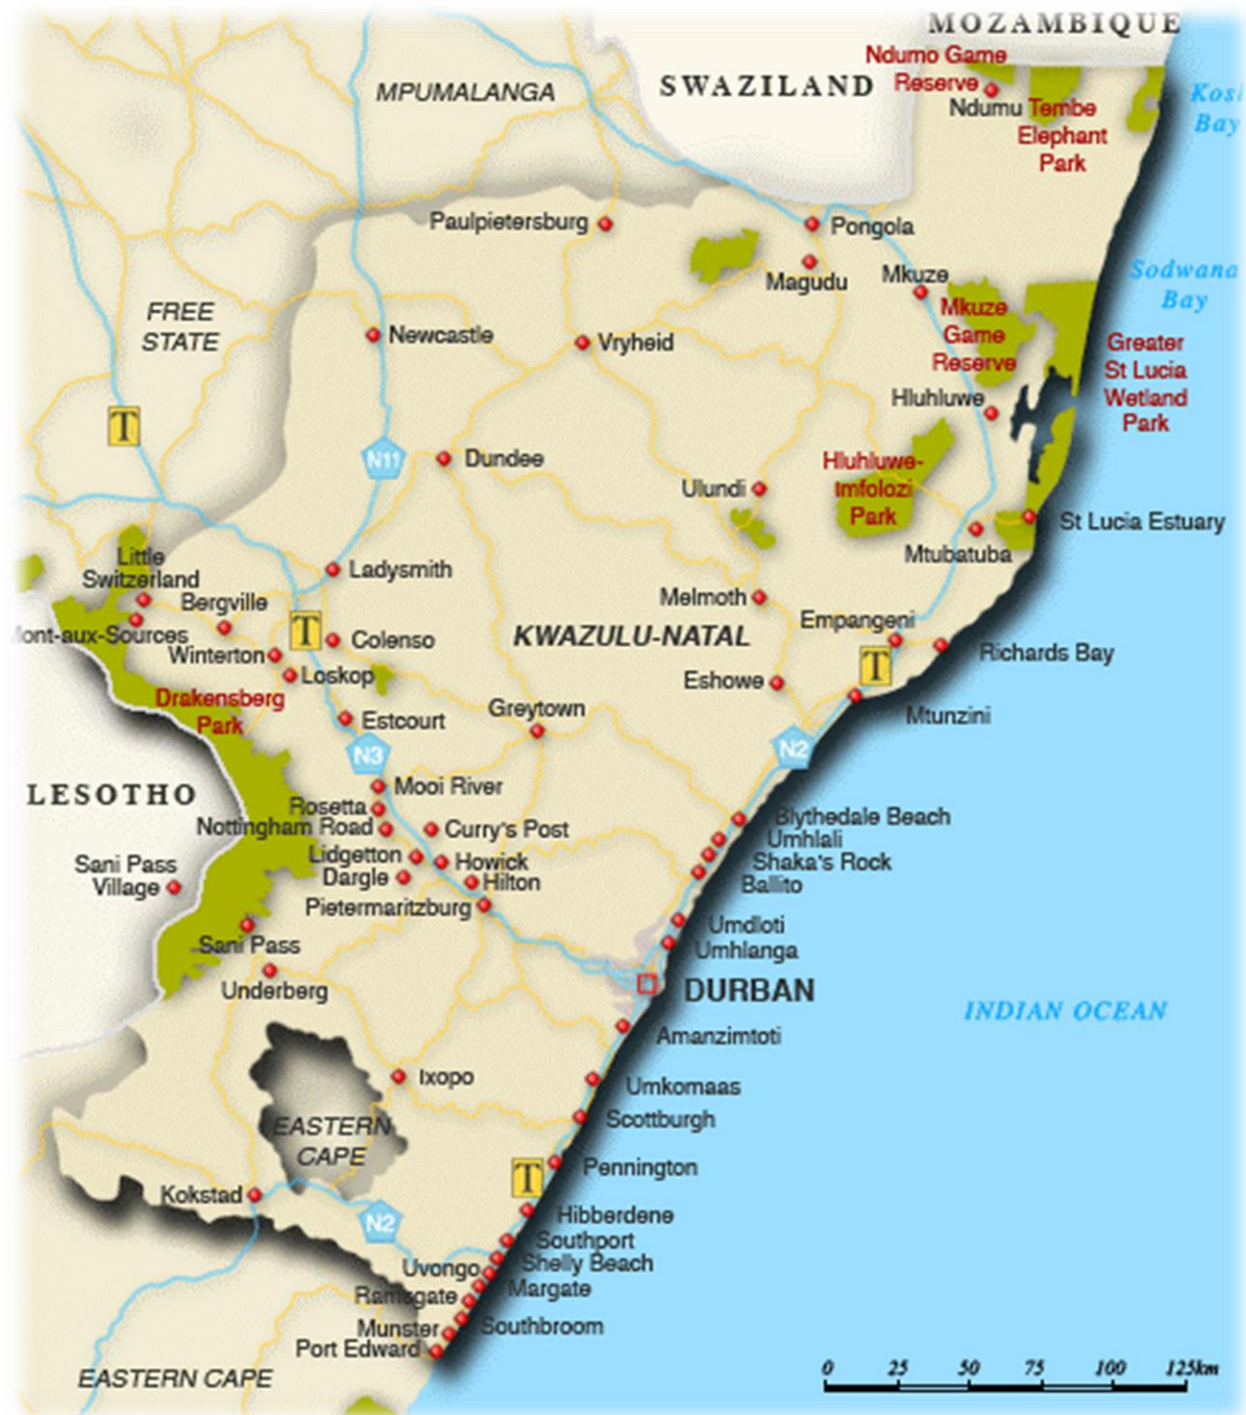 MOZAMBIQUE
Ndumo Game
Reserve
SWAZILAND
MPUMALANGA
Ndumu
Tembe
Elephant
Park
Bay
Paulpietersburg
Pongola
Magudu
Mkuze
Sodwana
Bay
FREE
STATE
Mkuze
Game
Reserve
Newcastle
Vryheid
Greater
St Lucia
Wetland
Park
Hluhluwe
T
N11
Dundee
Hluhluwe-
Imfolozi
Park
Ulundi
St Lucia Estuary
Mtubatuba
Little
Switzerland
Ladysmith
Bergville
Melmoth
Empangeni
T
Mont-aux-Sources
Colenso
KWAZULU-NATAL
Winterton
Richards Bay
T
Loskop
Eshowe
Drakensberg
Park
Greytown
Estcourt
Mtunzini
N3
N2
LESOTHO
Mooi River
Rosetta
Nottingham Road
Curry's Post
Blythedale Beach
Umhlali
Lidgetton
Howick
Shaka's Rock
Sani Pass
Village
Dargle
Hilton
Ballito
Pietermaritzburg
Umdloti
Sani Pass
Umhlanga
Underberg
DURBAN
INDIAN OCEAN
Amanzimtoti
Ixopo
Umkomaas
EASTERN
CAPE
Scottburgh
Pennington
T
Kokstad
N2
Hibberdene
Southport
Shelly Beach
Uvongo
Margate
Ramsgate
Munster
Southbroom
Port Edward
EASTERN CAPE
0 25 50 75 100 125km